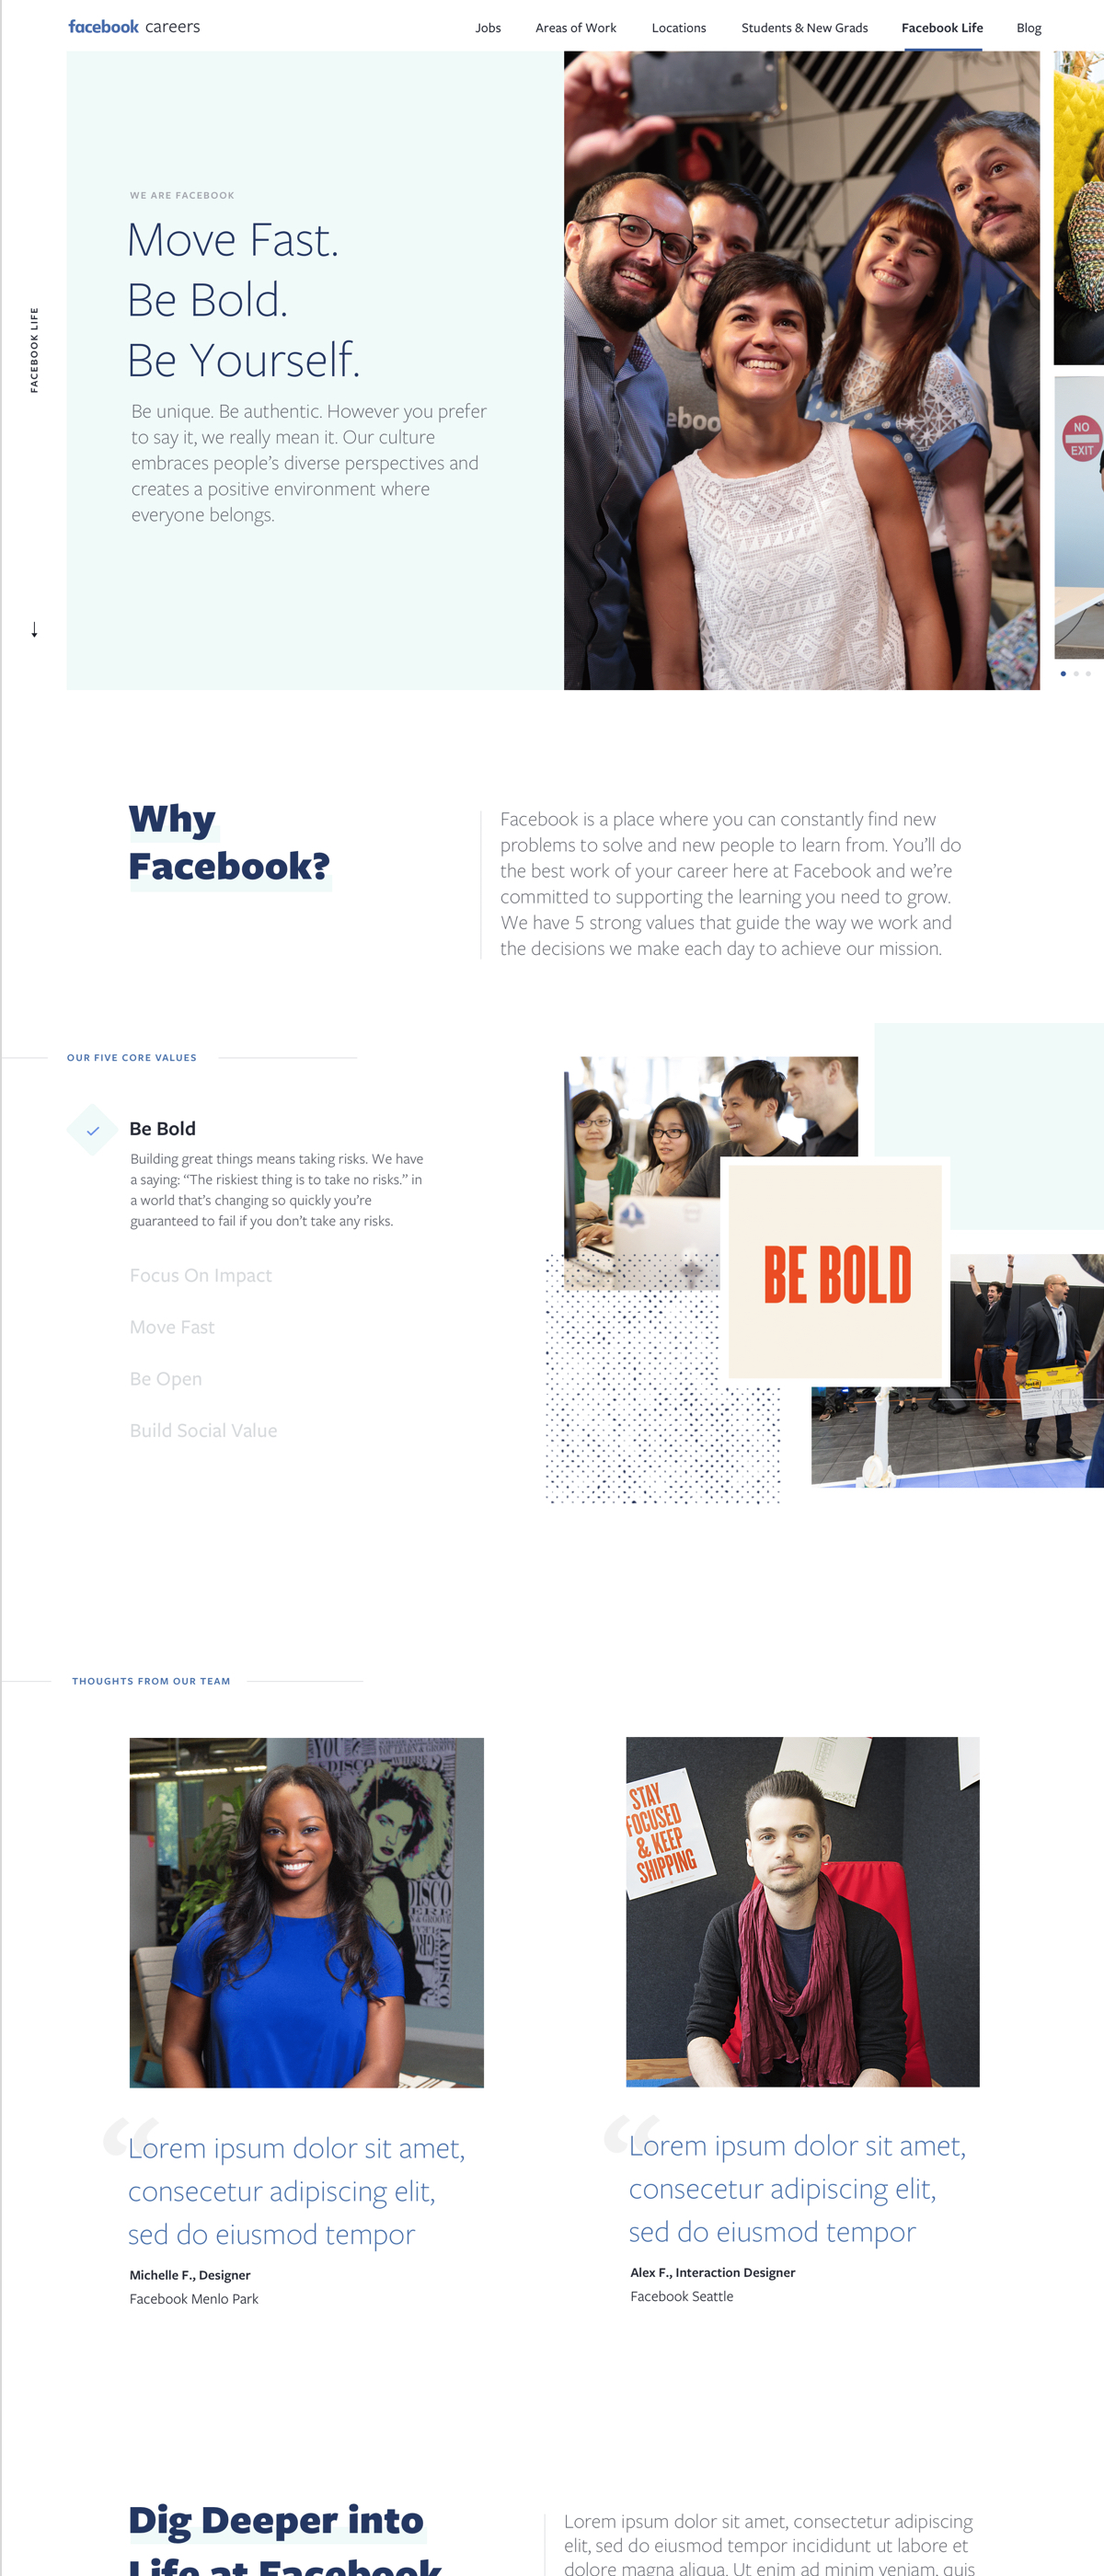 facebook careers
Jobs
Areas of Work
Locations
Students & New Grads
Facebook Life
Blog
FACEBOOK LIFE
WE ARE FACEBOOK
Move Fast.
Be Bold.
Be Yourself.
Be unique. Be authentic. However you prefer
to say it, we really mean it. Our culture
embraces people’s diverse perspectives and
creates a positive environment where
everyone belongs.
eboo
NO
EXIT
Why
Facebook?
Facebook is a place where you can constantly find new
problems to solve and new people to learn from. You’ll do
the best work of your career here at Facebook and we’re
committed to supporting the learning you need to grow.
We have 5 strong values that guide the way we work and
the decisions we make each day to achieve our mission.
OUR FIVE CORE VALUES
Be Bold
Building great things means taking risks. We have
a saying: “The riskiest thing is to take no risks.” in
a world that’s changing so quickly you’re
guaranteed to fail if you don’t take any risks.
Focus On Impact
Move Fast
Be Open
Build Social Value
BE BOLD
THOUGHTS FROM OUR TEAM
DISCO
STAY
FOCUSED
& KEEP
SHIPPING
“Lorem ipsum dolor sit amet,
consecetur adipiscing elit,
sed do eiusmod tempor
Michelle F., Designer
Facebook Menlo Park
“Lorem ipsum dolor sit amet,
consecetur adipiscing elit,
sed do eiusmod tempor
Alex F., Interaction Designer
Facebook Seattle
Dig Deeper into
Life at Facebook
Lorem ipsum dolor sit amet, consectetur adipiscing
elit, sed do eiusmod tempor incididunt ut labore et
dolore magna aliqua. Ut enim ad minim veniam, quis